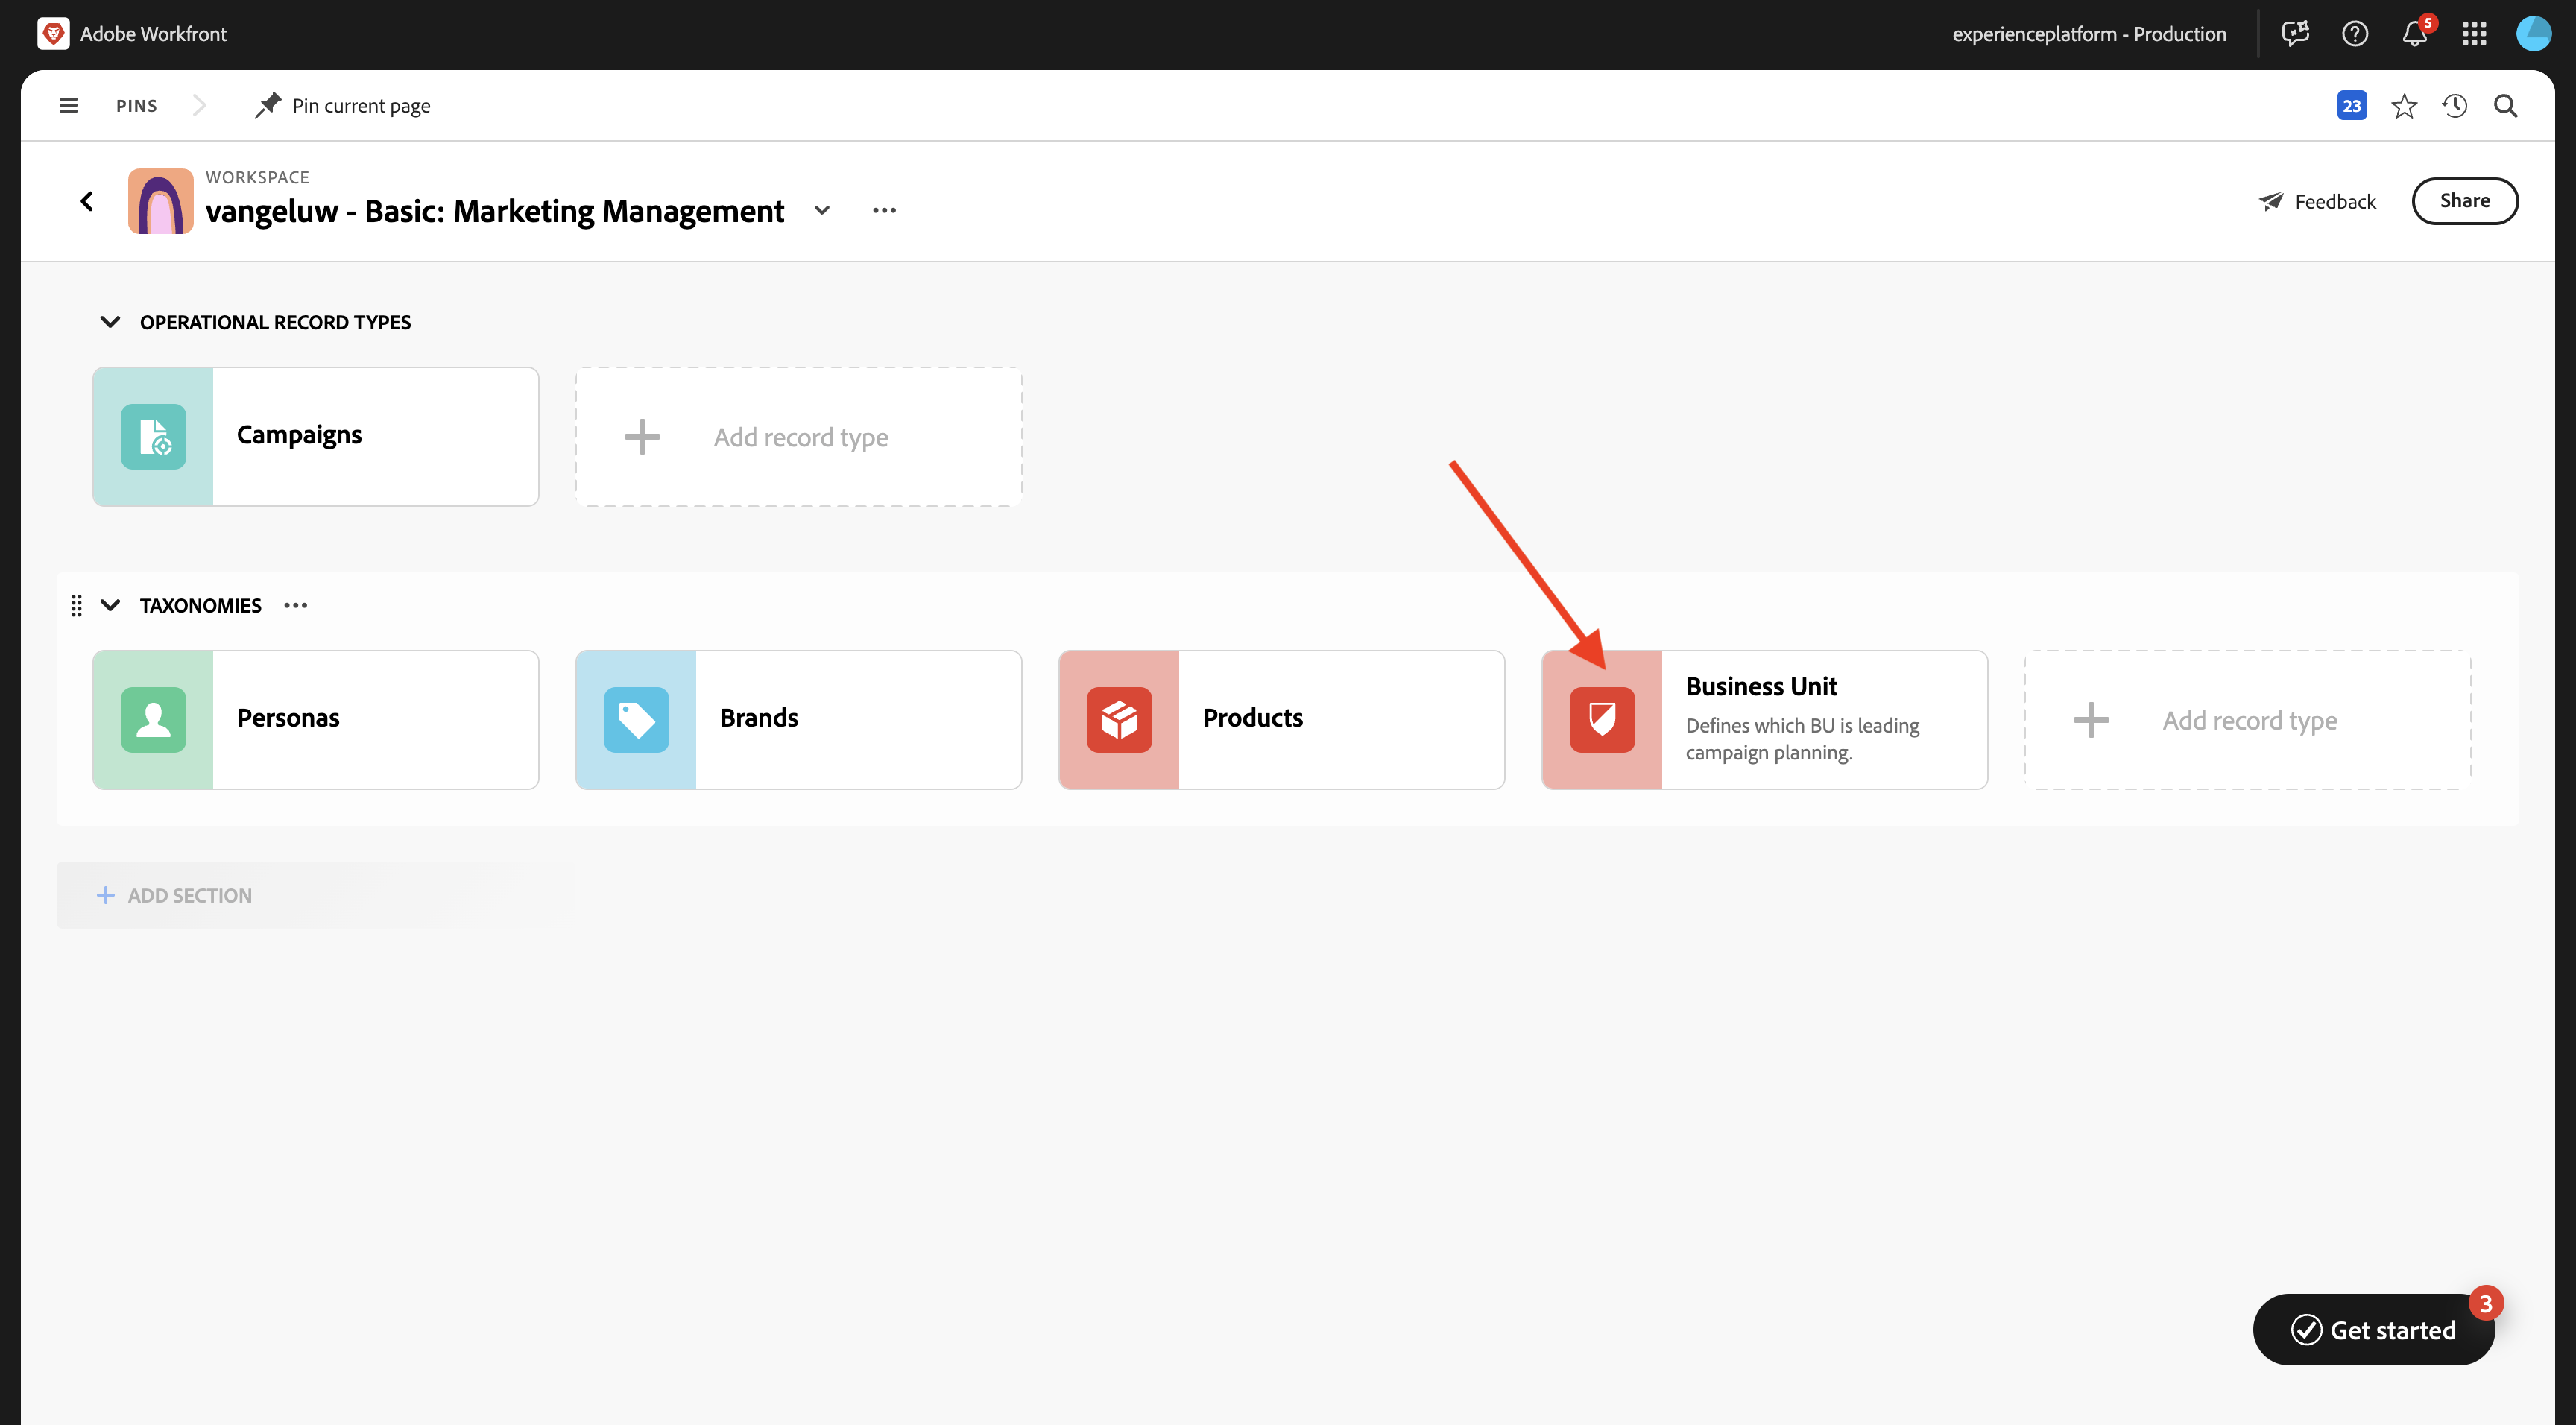 Adobe Workfront
experienceplatform - Production
5
PINS
Pin current page
23
WORKSPACE
vangeluw - Basic: Marketing Management
Feedback
Share
OPERATIONAL RECORD TYPES
Campaigns
Add record type
TAXONOMIES
Personas
Brands
Products
Business Unit
Defines which BU is leading
campaign planning.
Add record type
ADD SECTION
3
Get started